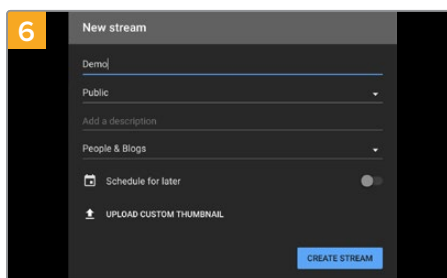 6
New stream
Demo
Public
Add a description
People & Blogs
Schedule for later
UPLOAD CUSTOM THUMBNAIL
CREATE STREAM